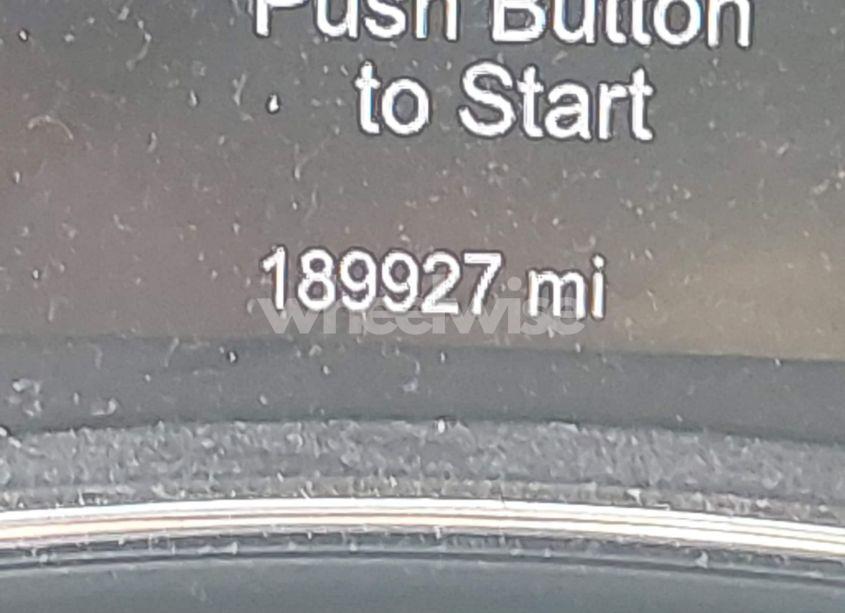 Push Button
to Start
189927 mi
wheelwise